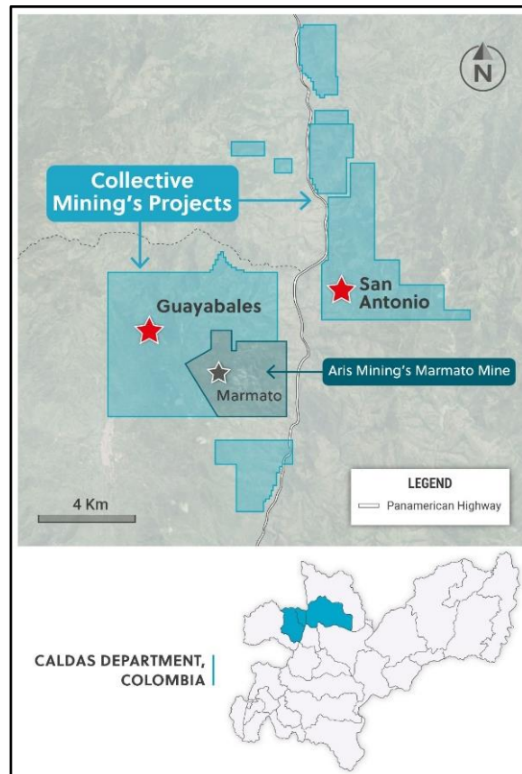 N
Collective
Mining's Projects
Guayabales
San
Antonio
Aris Mining's Marmato Mine
Marmato
LEGEND
Panamerican Highway
4 Km
CALDAS DEPARTMENT,
COLOMBIA